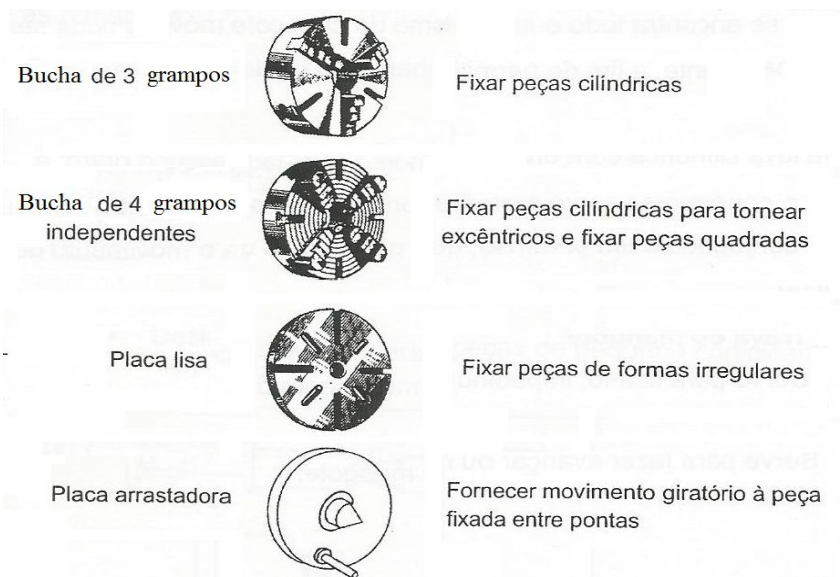 Bucha de 3 grampos
Fixar peças cilíndricas
Bucha de 4 grampos
independentes
Fixar peças cilíndricas para tornear
excêntricos e fixar peças quadradas
Placa lisa
Fixar peças de formas irregulares
Placa arrastadora
Fornecer movimento giratório à peça
fixada entre pontas